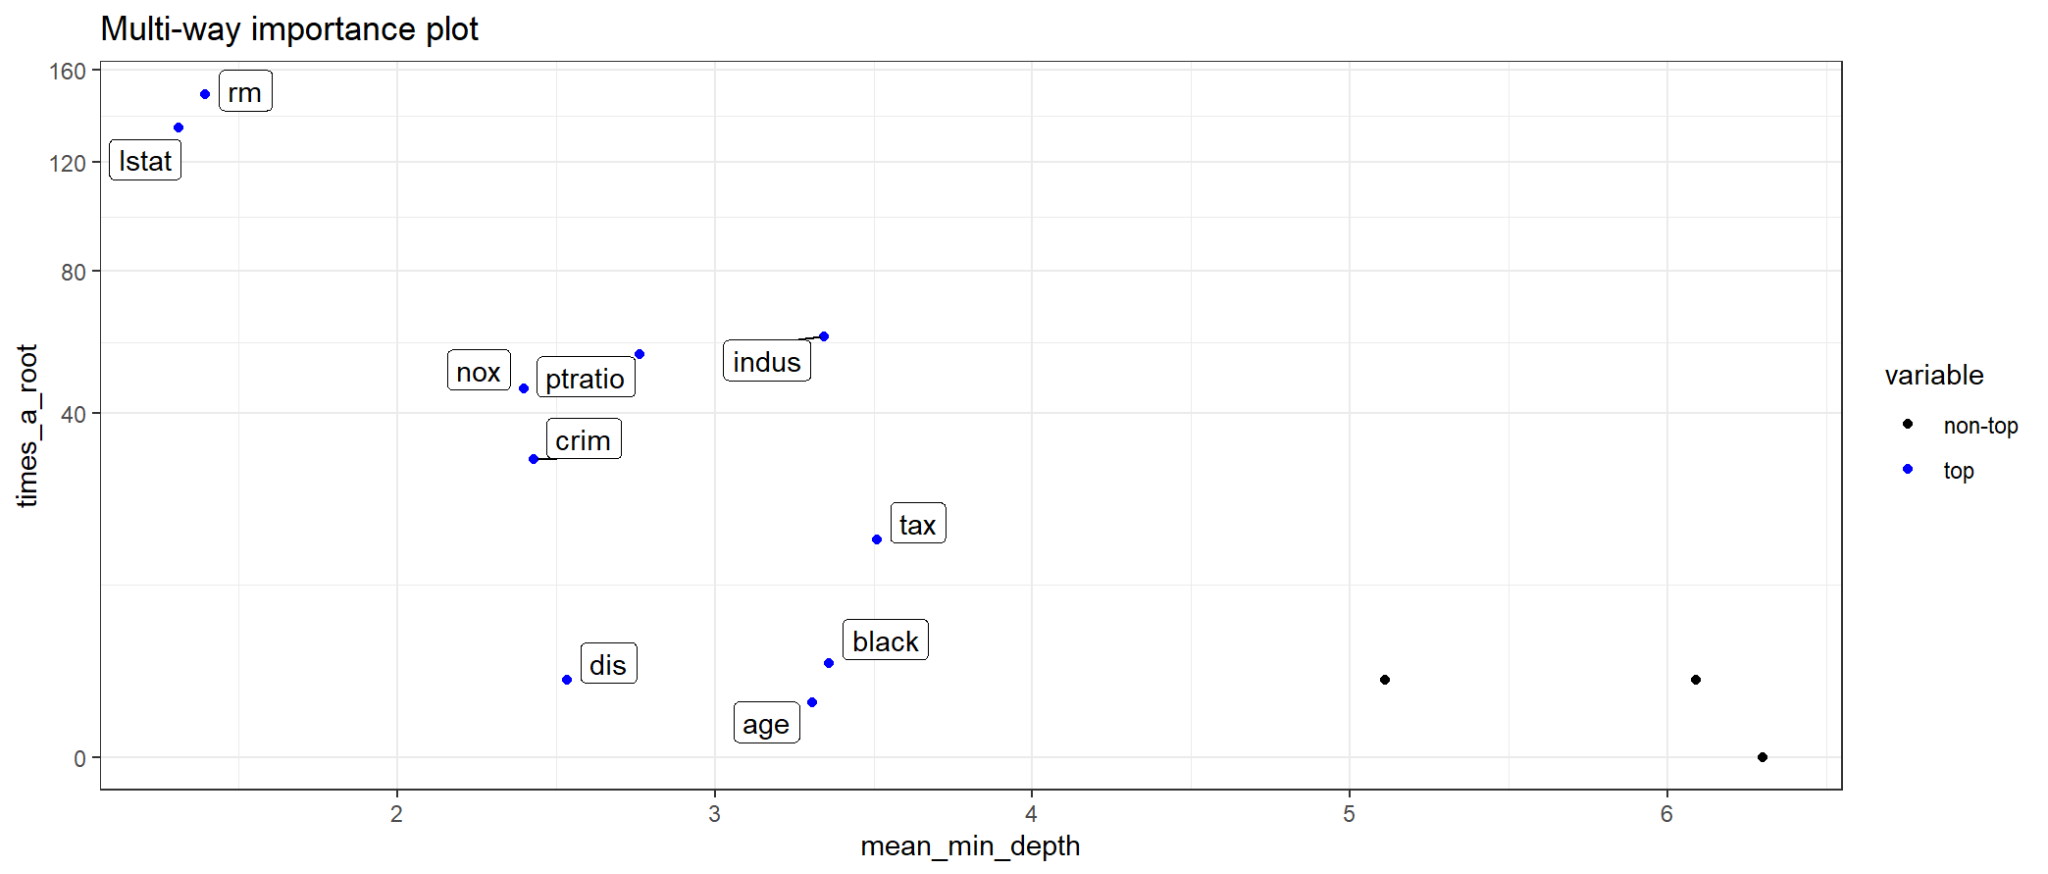 Multi-way importance plot
160
120
80
40
0
times_a_root
rm
lstat
nox
ptratio
indus
crim
tax
black
dis
age
2 3 4 5 6
mean_min_depth
variable
non-top
top